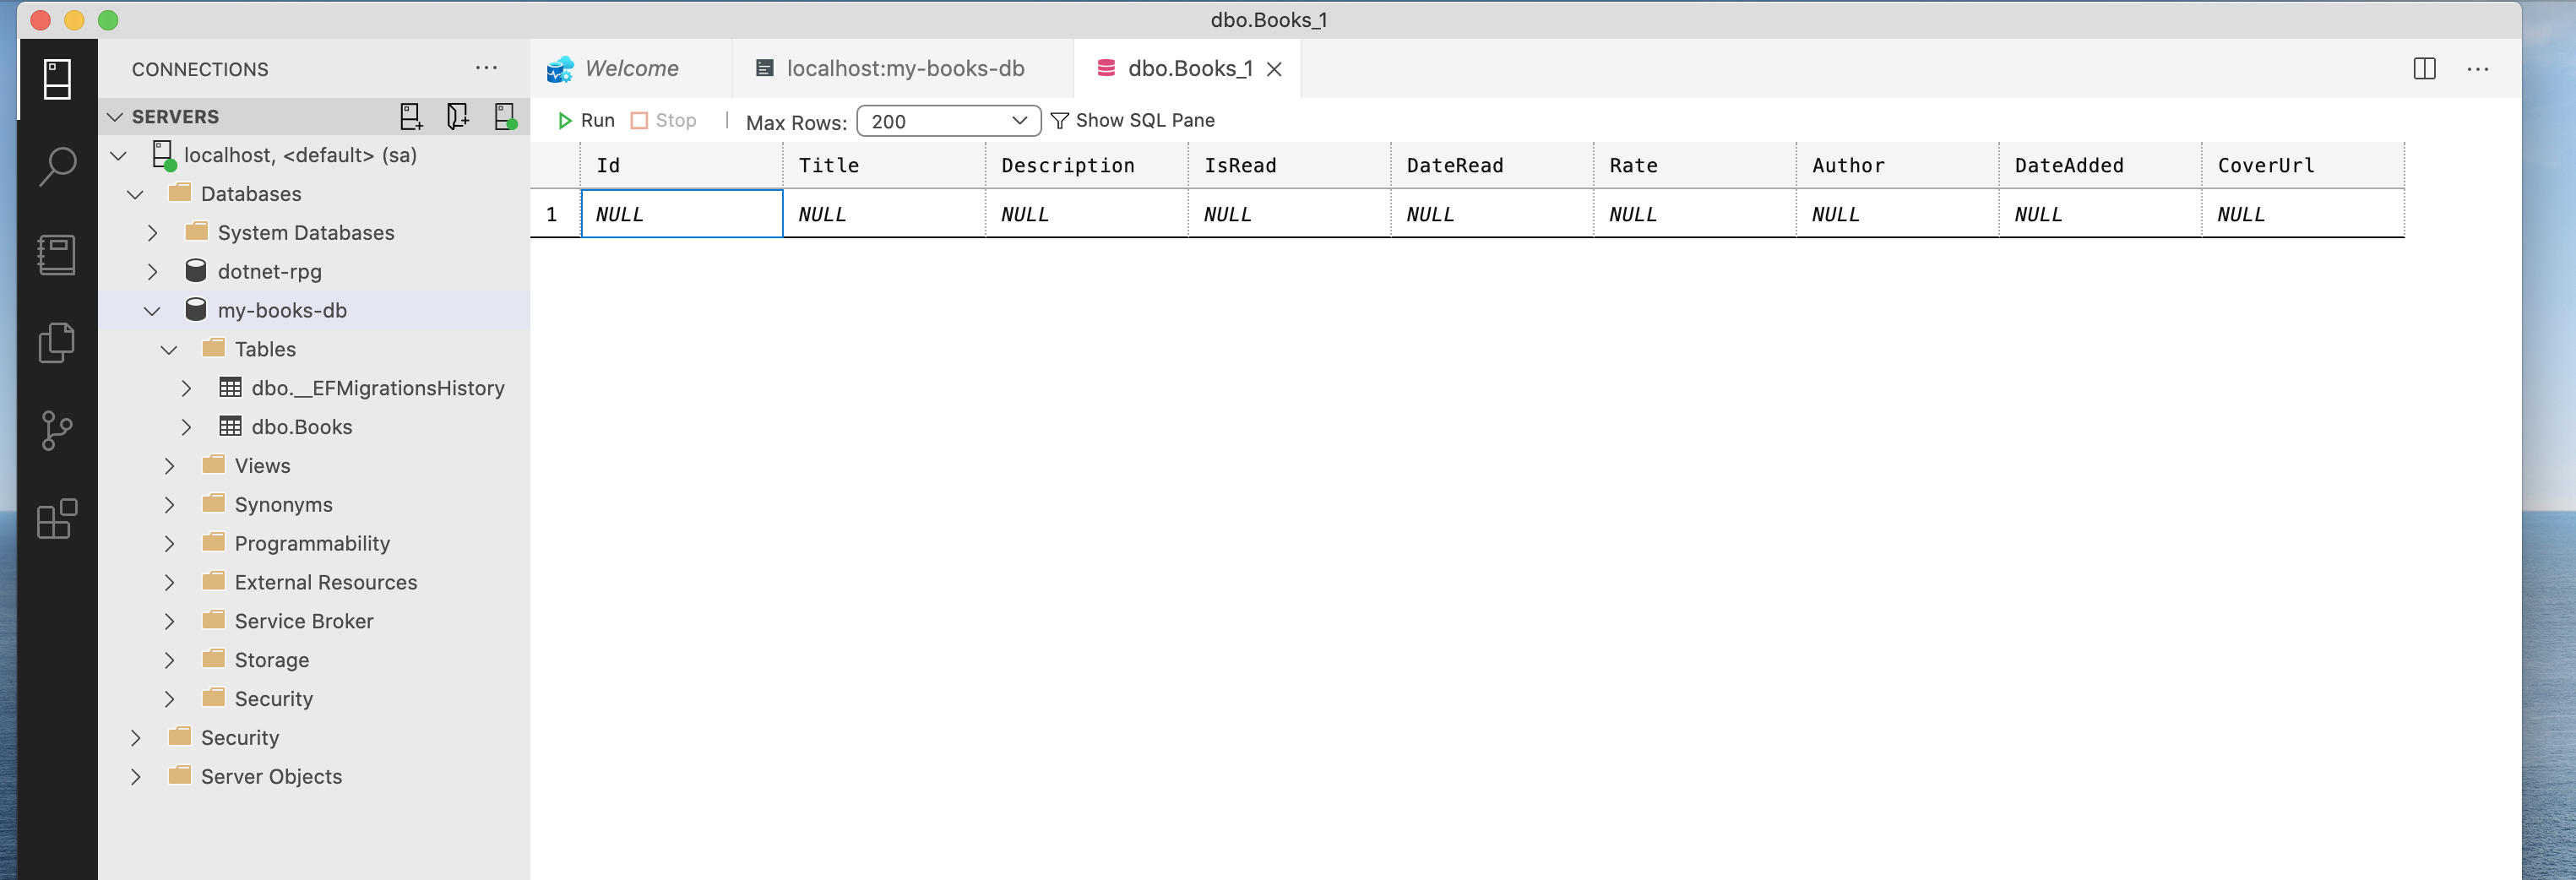 dbo.Books_1
CONNECTIONS
Welcome
localhost:my-books-db
dbo.Books_1
SERVERS
Run
Stop
Max Rows:
200
Show SQL Pane
localhost, <default> (sa)
Databases
System Databases
dotnet-rpg
my-books-db
Tables
dbo.__EFMigrationsHistory
dbo.Books
Views
Synonyms
Programmability
External Resources
Service Broker
Storage
Security
Security
Server Objects
Id Title Description IsRead DateRead Rate Author DateAdded CoverUrl
1 NULL NULL NULL NULL NULL NULL NULL NULL NULL